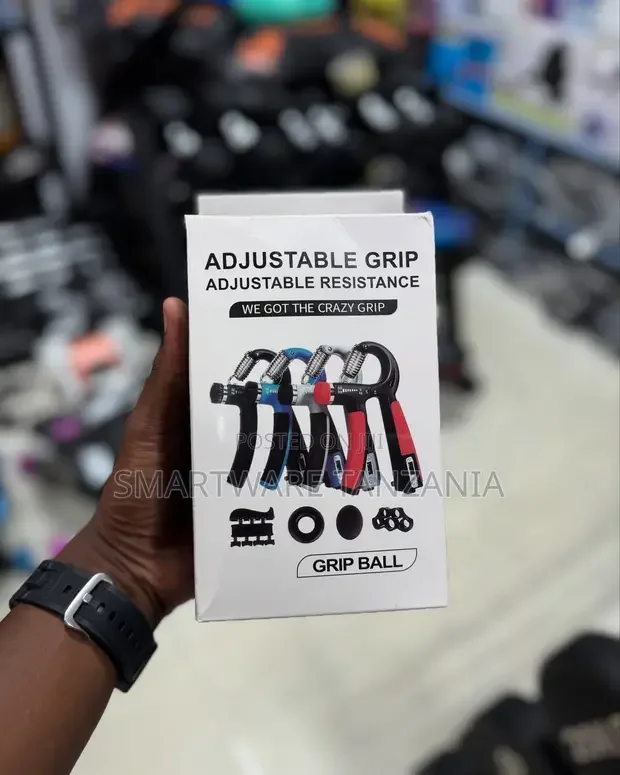 ADJUSTABLE GRIP
ADJUSTABLE RESISTANCE
WE GOT THE CRAZY GRIP
POSTED ON JIJI
SMARTWARE TANZANIA
GRIP BALL